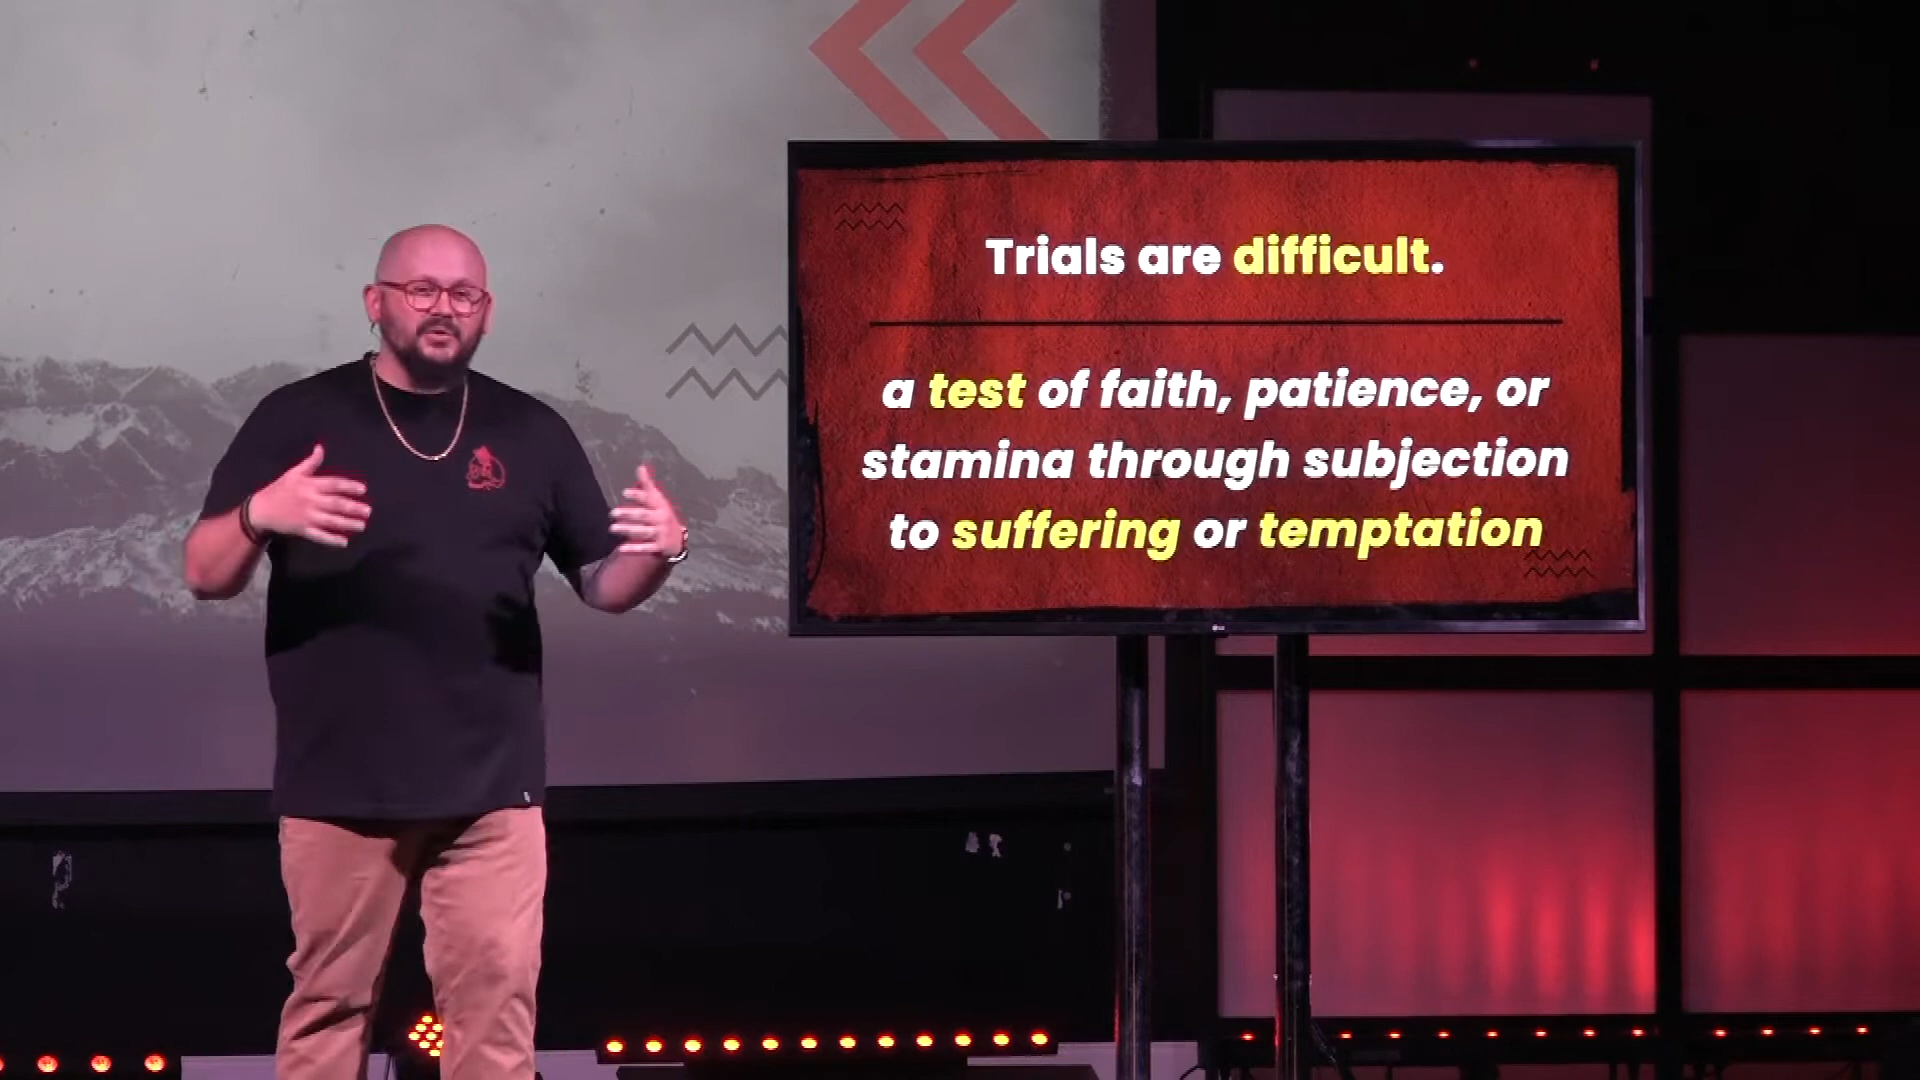 Trials are difficult.
a test of faith, patience, or
stamina through subjection
to suffering or temptation